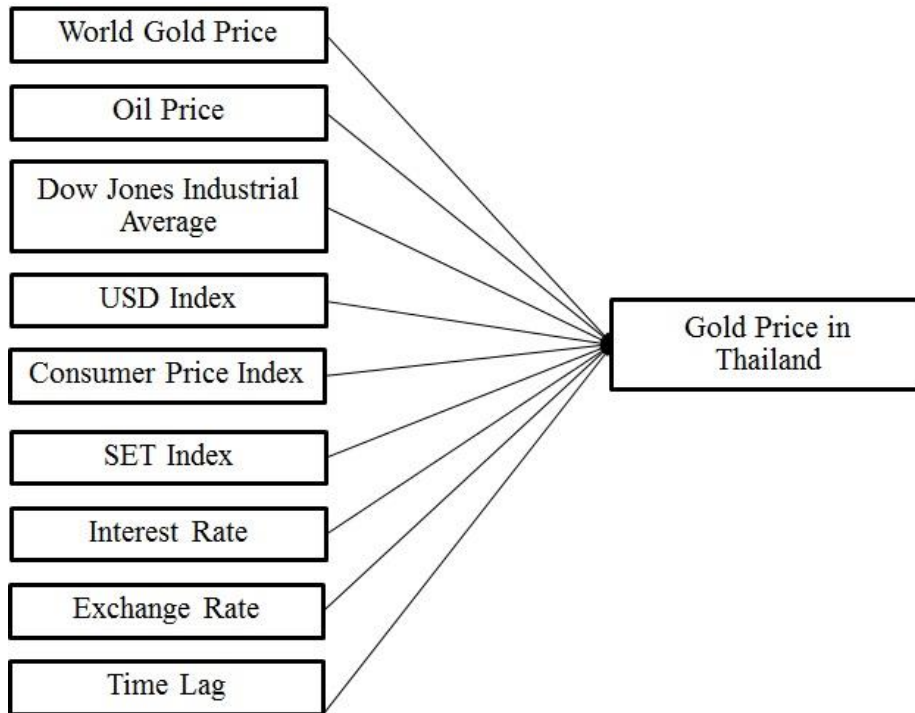 World Gold Price
Oil Price
Dow Jones Industrial
Average
USD Index
Consumer Price Index
SET Index
Interest Rate
Exchange Rate
Time Lag
Gold Price in
Thailand